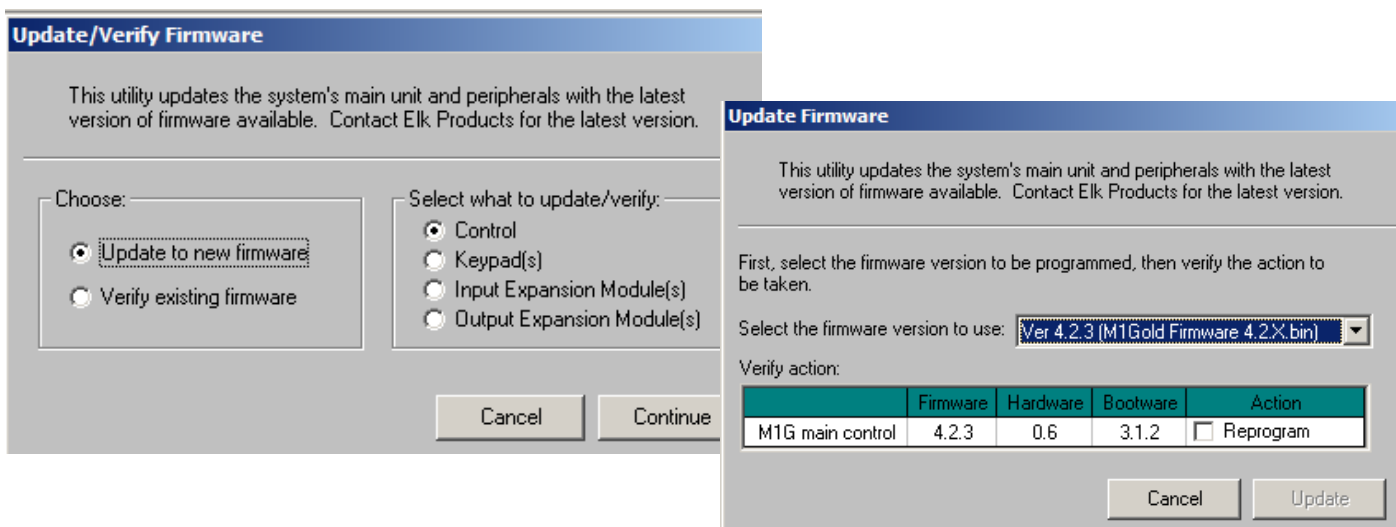 Update/Verify Firmware
This utility updates the system's main unit and peripherals with the latest
version of firmware available.  Contact Elk Products for the latest version.
Choose:
Update to new firmware
Verify existing firmware
Select what to update/verify:
Control
Keypad(s)
Input Expansion Module(s)
Output Expansion Module(s)
Cancel
Continue
Update Firmware
This utility updates the system's main unit and peripherals with the latest
version of firmware available.  Contact Elk Products for the latest version.
First, select the firmware version to be programmed, then verify the action to
be taken.
Select the firmware version to use: Ver 4.2.3 (M1Gold Firmware 4.2.X.bin)
Verify action:
Firmware Hardware Bootware Action
M1G main control 4.2.3 0.6 3.1.2 Reprogram
Cancel
Update